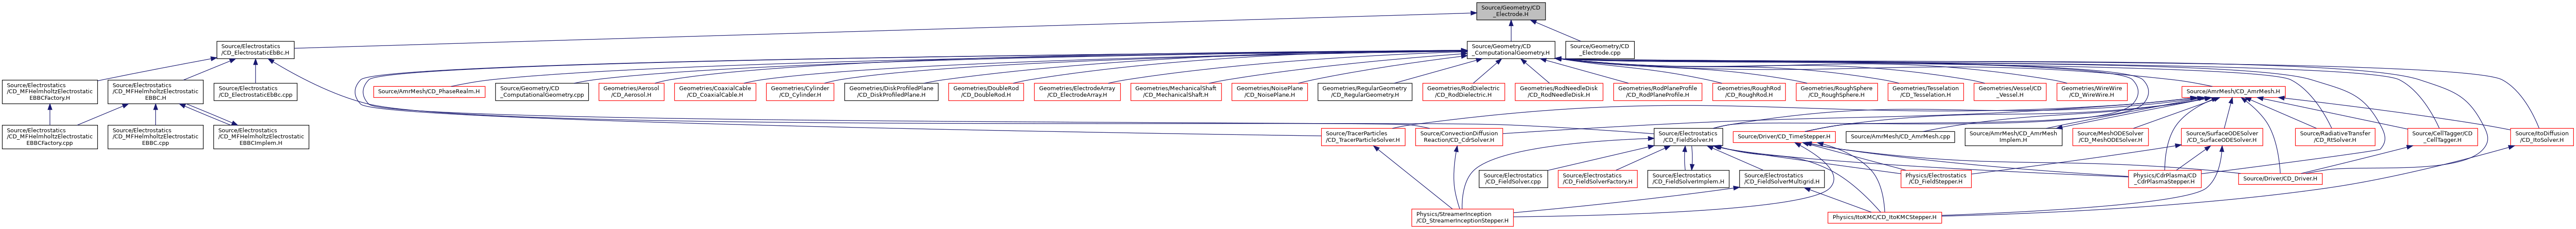 Source/Geometry/CD
_Electrode.H
Source/Electrostatics
/CD_ElectrostaticEbBc.H
Source/Geometry/CD
_ComputationalGeometry.H
Source/Geometry/CD
_Electrode.cpp
Source/Electrostatics
/CD_MFHelmholtzElectrostatic
EBBCFactory.H
Source/Electrostatics
/CD_MFHelmholtzElectrostatic
EBBC.H
Source/Electrostatics
/CD_ElectrostaticEbBc.cpp
Source/AmrMesh/CD_PhaseRealm.H
Source/Geometry/CD
_ComputationalGeometry.cpp
Geometries/Aerosol
/CD_Aerosol.H
Geometries/CoaxialCable
/CD_CoaxialCable.H
Geometries/Cylinder
/CD_Cylinder.H
Geometries/DiskProfiledPlane
/CD_DiskProfiledPlane.H
Geometries/DoubleRod
/CD_DoubleRod.H
Geometries/ElectrodeArray
/CD_ElectrodeArray.H
Geometries/MechanicalShaft
/CD_MechanicalShaft.H
Geometries/NoisePlane
/CD_NoisePlane.H
Geometries/RegularGeometry
/CD_RegularGeometry.H
Geometries/RodDielectric
/CD_RodDielectric.H
Geometries/RodNeedleDisk
/CD_RodNeedleDisk.H
Geometries/RodPlaneProfile
/CD_RodPlaneProfile.H
Geometries/RoughRod
/CD_RoughRod.H
Geometries/RoughSphere
/CD_RoughSphere.H
Geometries/Tesselation
/CD_Tesselation.H
Geometries/Vessel/CD
_Vessel.H
Geometries/WireWire
/CD_WireWire.H
Source/AmrMesh/CD_AmrMesh.H
Source/Electrostatics
/CD_MFHelmholtzElectrostatic
EBBCFactory.cpp
Source/Electrostatics
/CD_MFHelmholtzElectrostatic
EBBC.cpp
Source/Electrostatics
/CD_MFHelmholtzElectrostatic
EBBCImplem.H
Source/TracerParticles
/CD_TracerParticleSolver.H
Source/ConvectionDiffusion
Reaction/CD_CdrSolver.H
Source/Electrostatics
/CD_FieldSolver.H
Source/Driver/CD_TimeStepper.H
Source/AmrMesh/CD_AmrMesh.cpp
Source/AmrMesh/CD_AmrMesh
Implem.H
Source/MeshODESolver
/CD_MeshODESolver.H
Source/SurfaceODESolver
/CD_SurfaceODESolver.H
Source/RadiativeTransfer
/CD_RtSolver.H
Source/CellTagger/CD
_CellTagger.H
Source/ItoDiffusion
/CD_ItoSolver.H
Source/Electrostatics
/CD_FieldSolver.cpp
Source/Electrostatics
/CD_FieldSolverFactory.H
Source/Electrostatics
/CD_FieldSolverImplem.H
Source/Electrostatics
/CD_FieldSolverMultigrid.H
Physics/Electrostatics
/CD_FieldStepper.H
Physics/CdrPlasma/CD
_CdrPlasmaStepper.H
Source/Driver/CD_Driver.H
Physics/StreamerInception
/CD_StreamerInceptionStepper.H
Physics/ItoKMC/CD_ItoKMCStepper.H